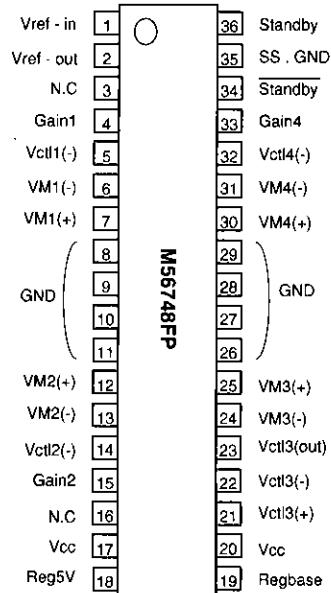 Vref - in 1 36 Standby
Vref - out 2 35 SS . GND
N.C 3 34 Standby
Gain1 4 33 Gain4
Vctl1(-) 5 32 Vctl4(-)
VM1(-) 6 31 VM4(-)
VM1(+) 7 30 VM4(+)
8 29
9 28
GND GND
10 27
11 26
M56748FP
VM2(+) 12 25 VM3(+)
VM2(-) 13 24 VM3(-)
Vctl2(-) 14 23 Vctl3(out)
Gain2 15 22 Vctl3(-)
N.C 16 21 Vctl3(+)
Vcc 17 20 Vcc
Reg5V 18 19 Regbase